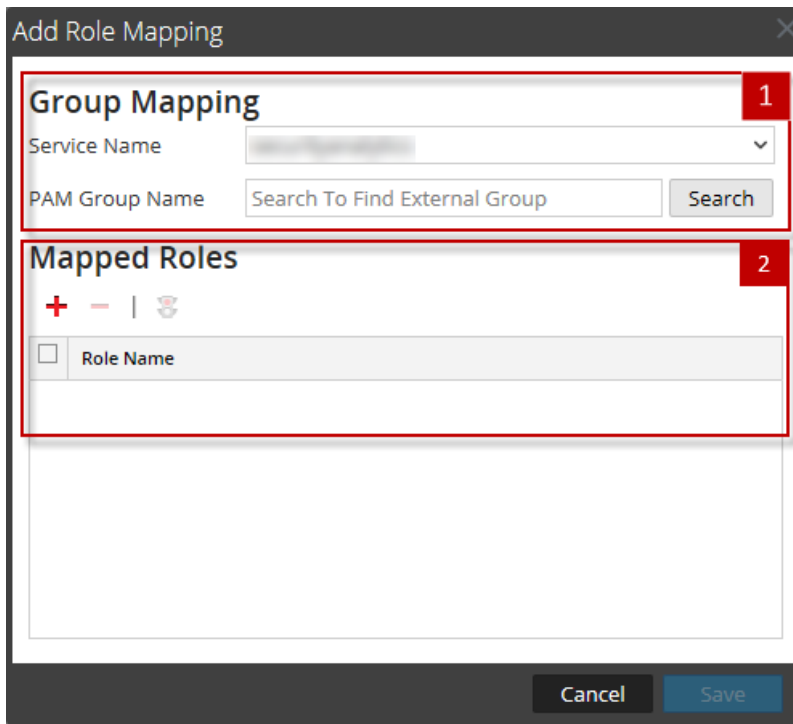 Add Role Mapping
Group Mapping
1
Service Name
PAM Group Name Search To Find External Group Search
Mapped Roles
2
Role Name
Cancel Save